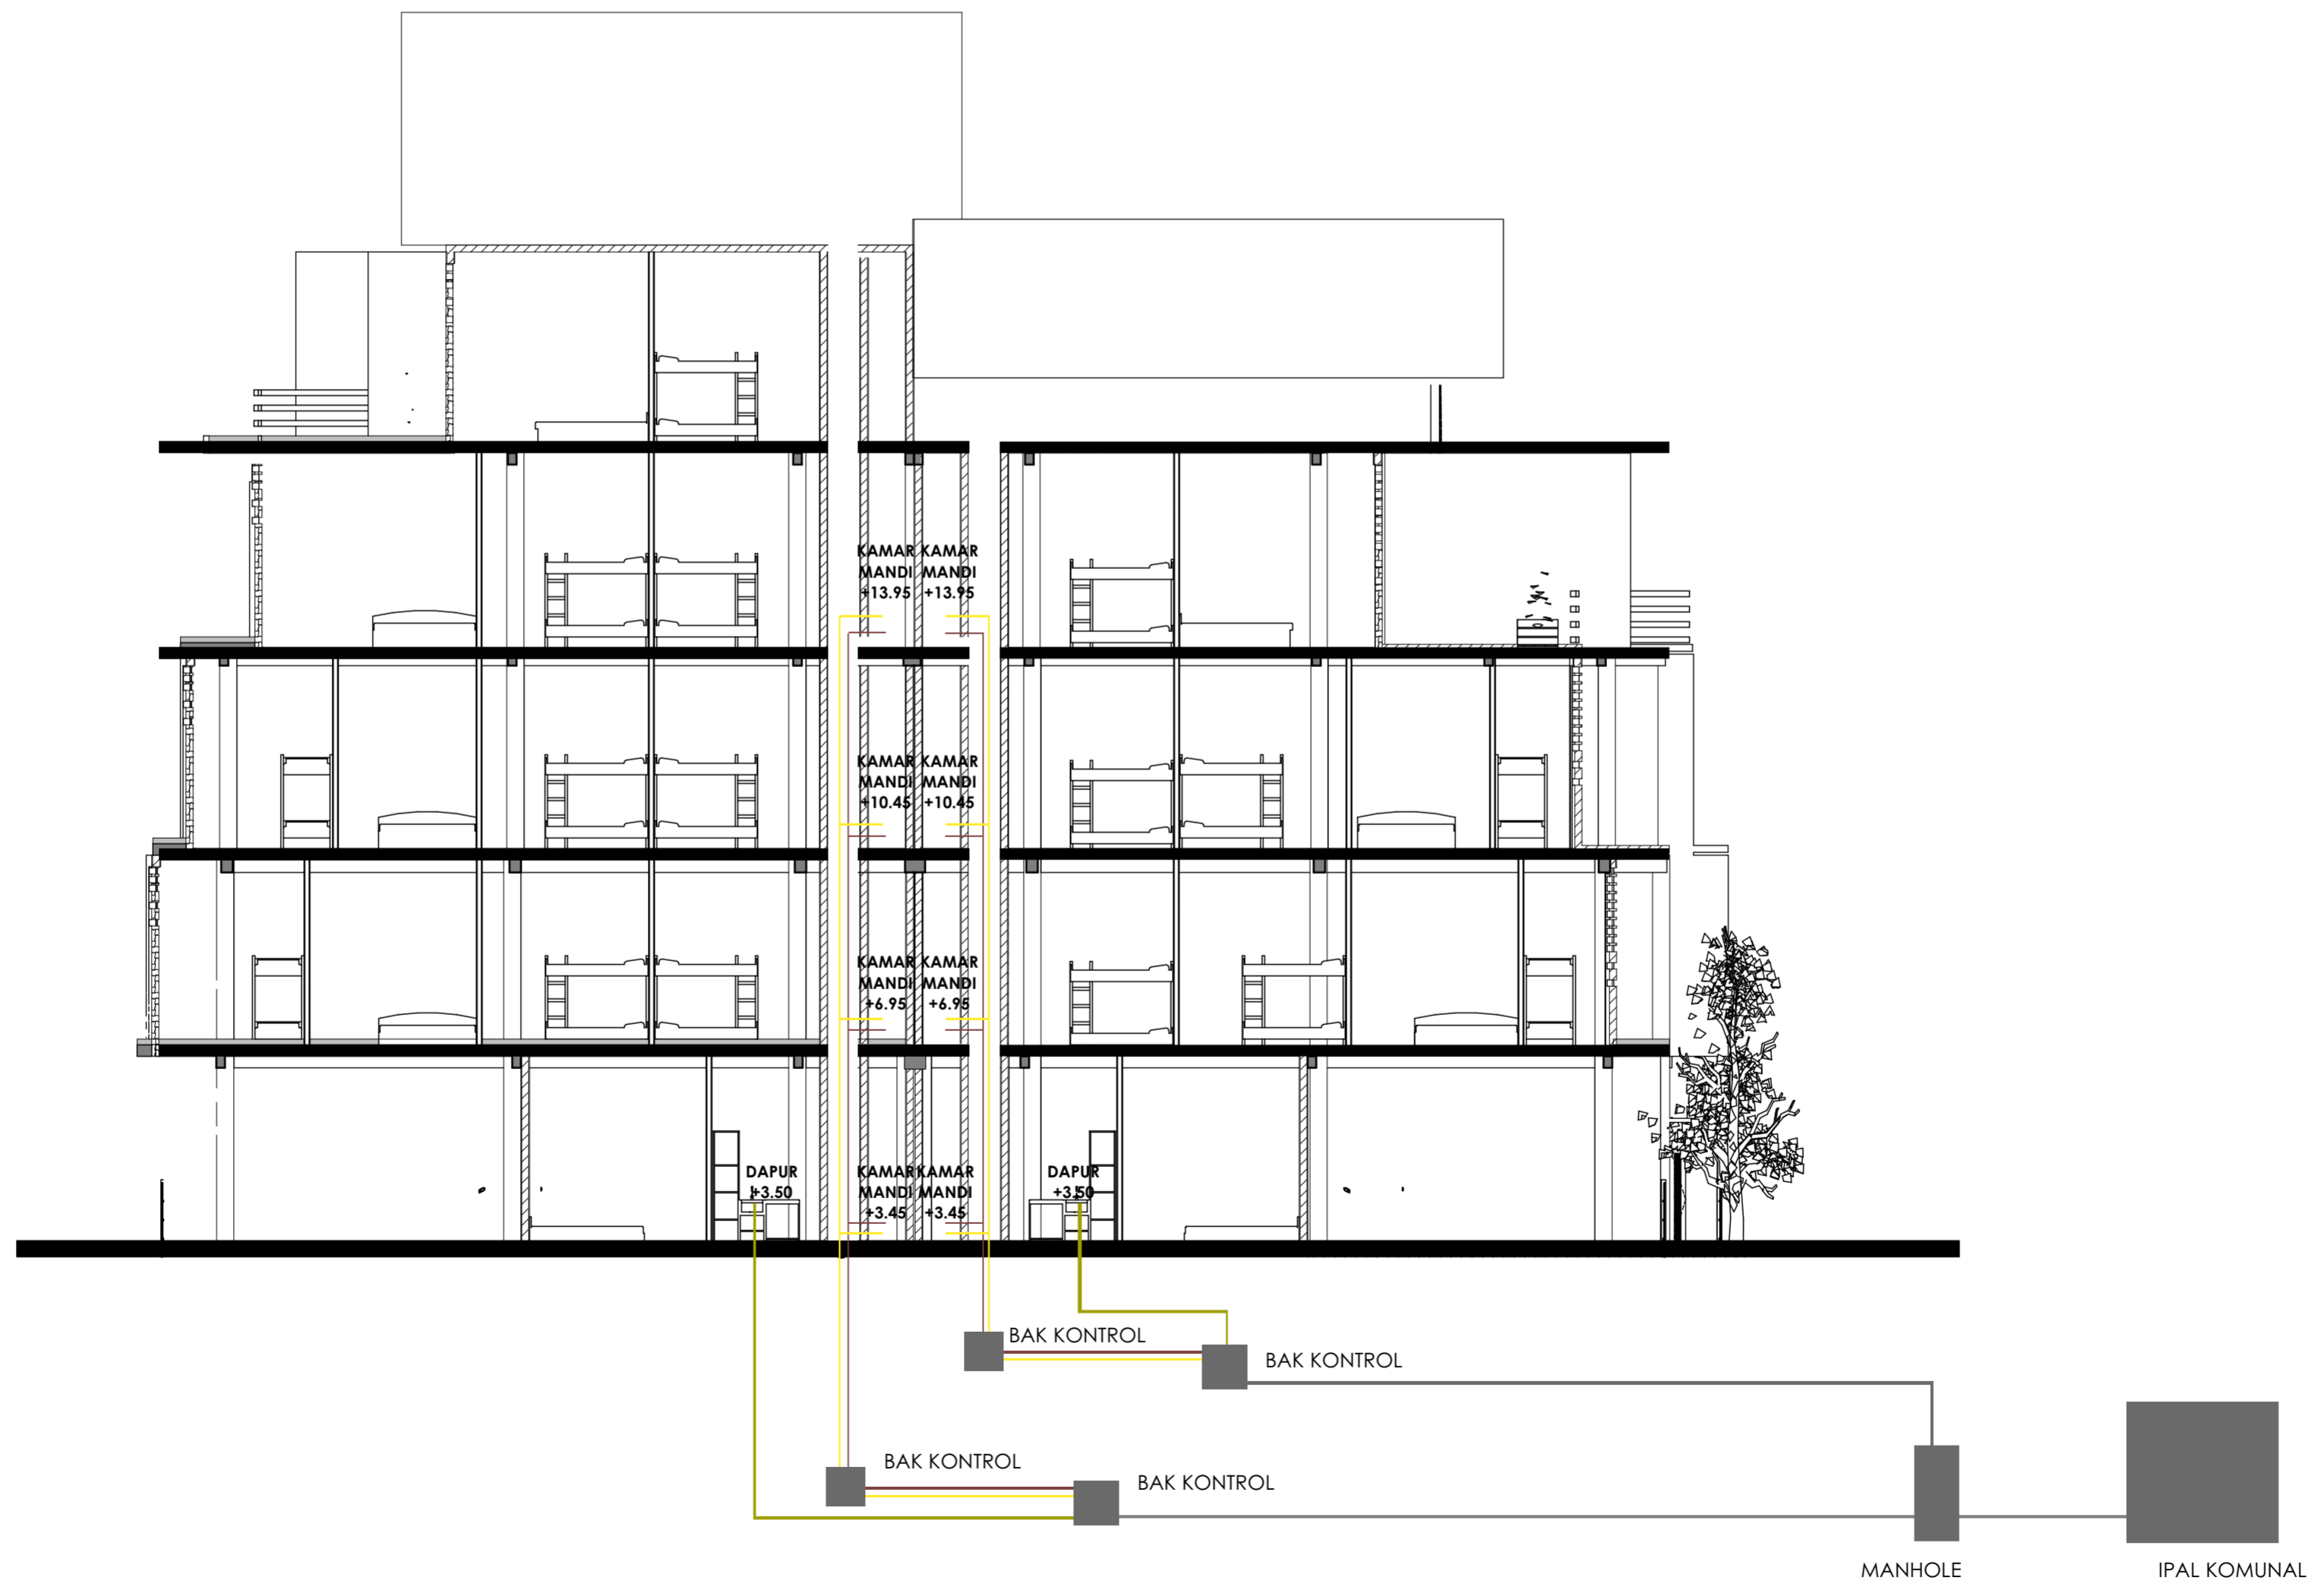 KAMAR KAMAR
MANDI MANDI
+13.95 +13.95
KAMAR KAMAR
MANDI MANDI
+10.45 +10.45
KAMAR KAMAR
MANDI MANDI
+6.95 +6.95
DAPUR
+3.50
KAMAR KAMAR
MANDI MANDI
+3.45 +3.45
DAPUR
+3.50
BAK KONTROL
BAK KONTROL
BAK KONTROL
BAK KONTROL
MANHOLE
IPAL KOMUNAL